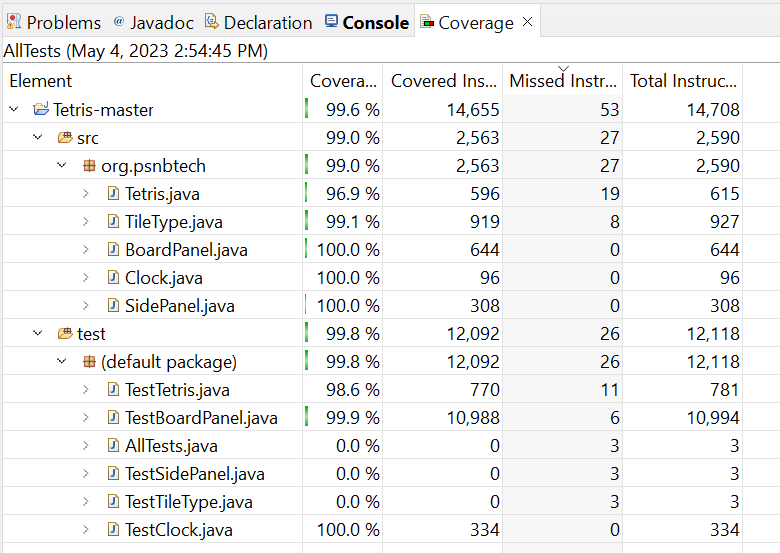 Problems @ Javadoc Declaration Console Coverage
AllTests (May 4, 2023 2:54:45 PM)
Element Covera... Covered Ins... Missed Instr... Total Instruc...
Tetris-master 99.6 % 14,655 53 14,708
src 99.0 % 2,563 27 2,590
org.psnbtech 99.0 % 2,563 27 2,590
Tetris.java 96.9 % 596 19 615
TileType.java 99.1 % 919 8 927
BoardPanel.java 100.0 % 644 0 644
Clock.java 100.0 % 96 0 96
SidePanel.java 100.0 % 308 0 308
test 99.8 % 12,092 26 12,118
(default package) 99.8 % 12,092 26 12,118
TestTetris.java 98.6 % 770 11 781
TestBoardPanel.java 99.9 % 10,988 6 10,994
AllTests.java 0.0 % 0 3 3
TestSidePanel.java 0.0 % 0 3 3
TestTileType.java 0.0 % 0 3 3
TestClock.java 100.0 % 334 0 334